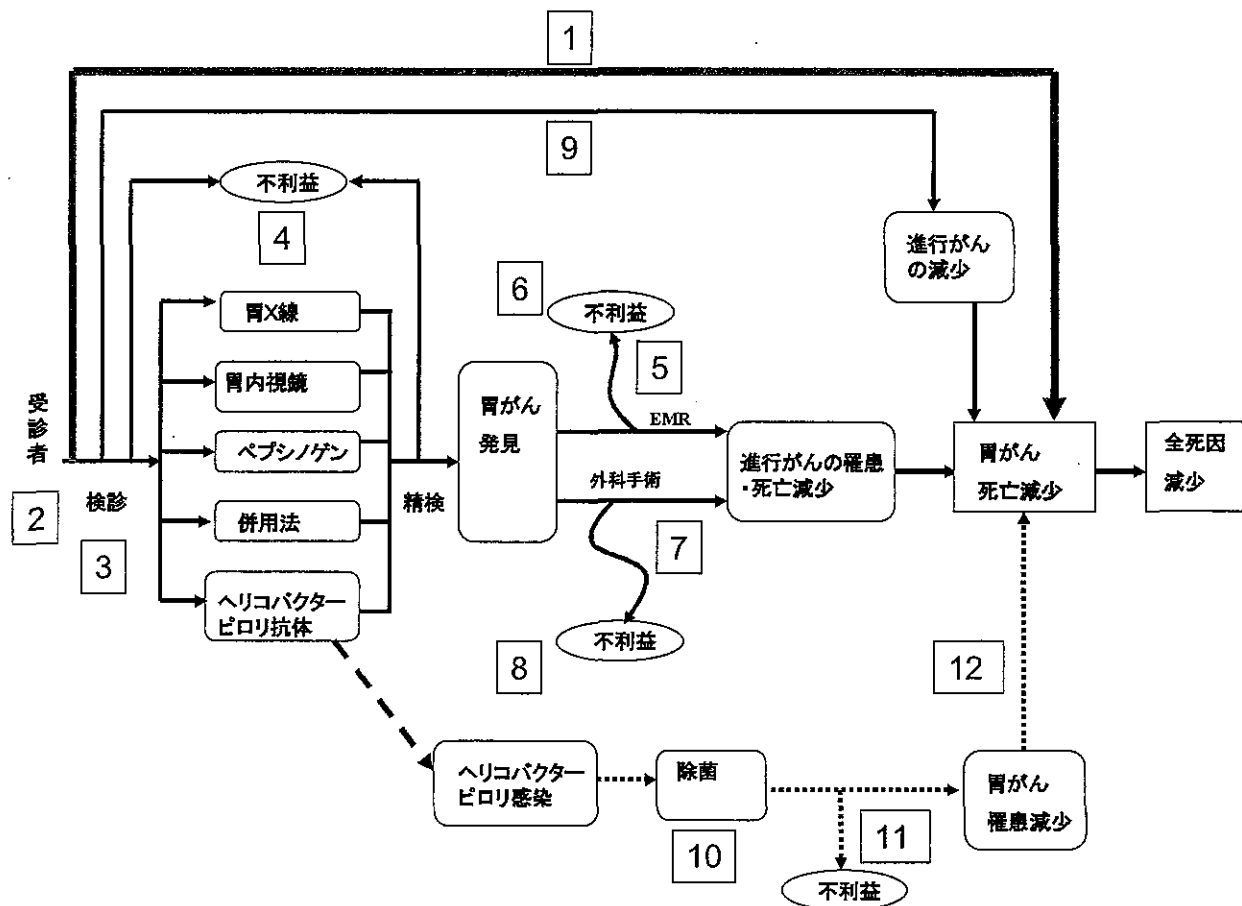 1
9
不利益
4
進行がん
の減少
6
不利益
5
胃X線
胃内視鏡
ペプシノゲン
併用法
ヘリコバクター
ピロリ抗体
受診者
2
検診
3
精検
胃がん
発見
EMR
外科手術
7
不利益
8
進行がんの罹患
・死亡減少
胃がん
死亡減少
全死因
減少
12
ヘリコバクター
ピロリ感染
除菌
10
11
不利益
胃がん
罹患減少